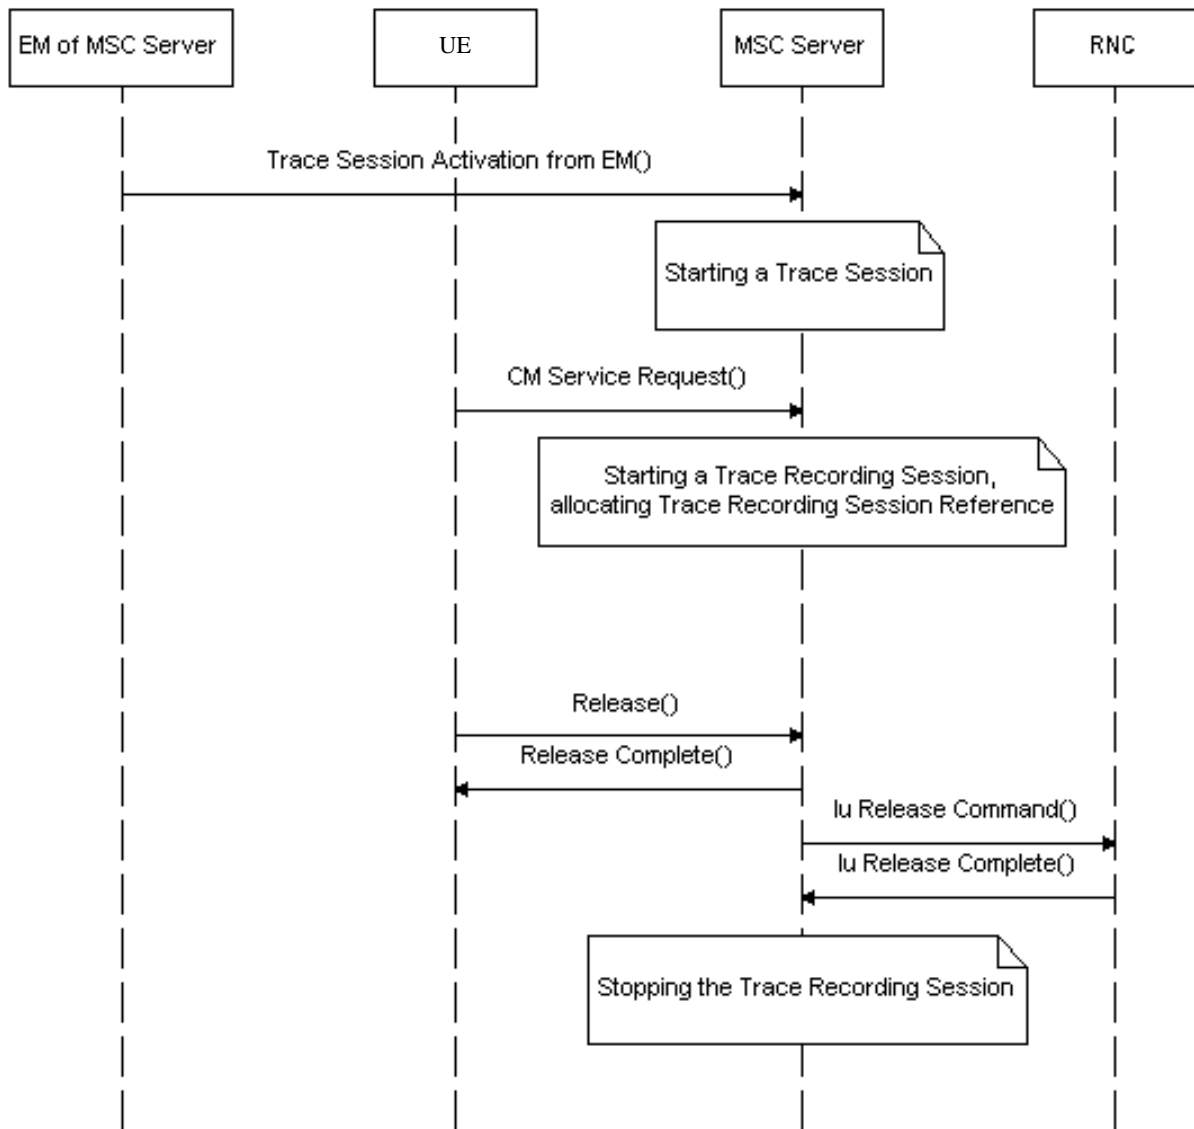 EM of MSC Server
UE
MSC Server
RNC
Trace Session Activation from EM()
Starting a Trace Session
CM Service Request()
Starting a Trace Recording Session,
allocating Trace Recording Session Reference
Release()
Release Complete()
Iu Release Command()
Iu Release Complete()
Stopping the Trace Recording Session